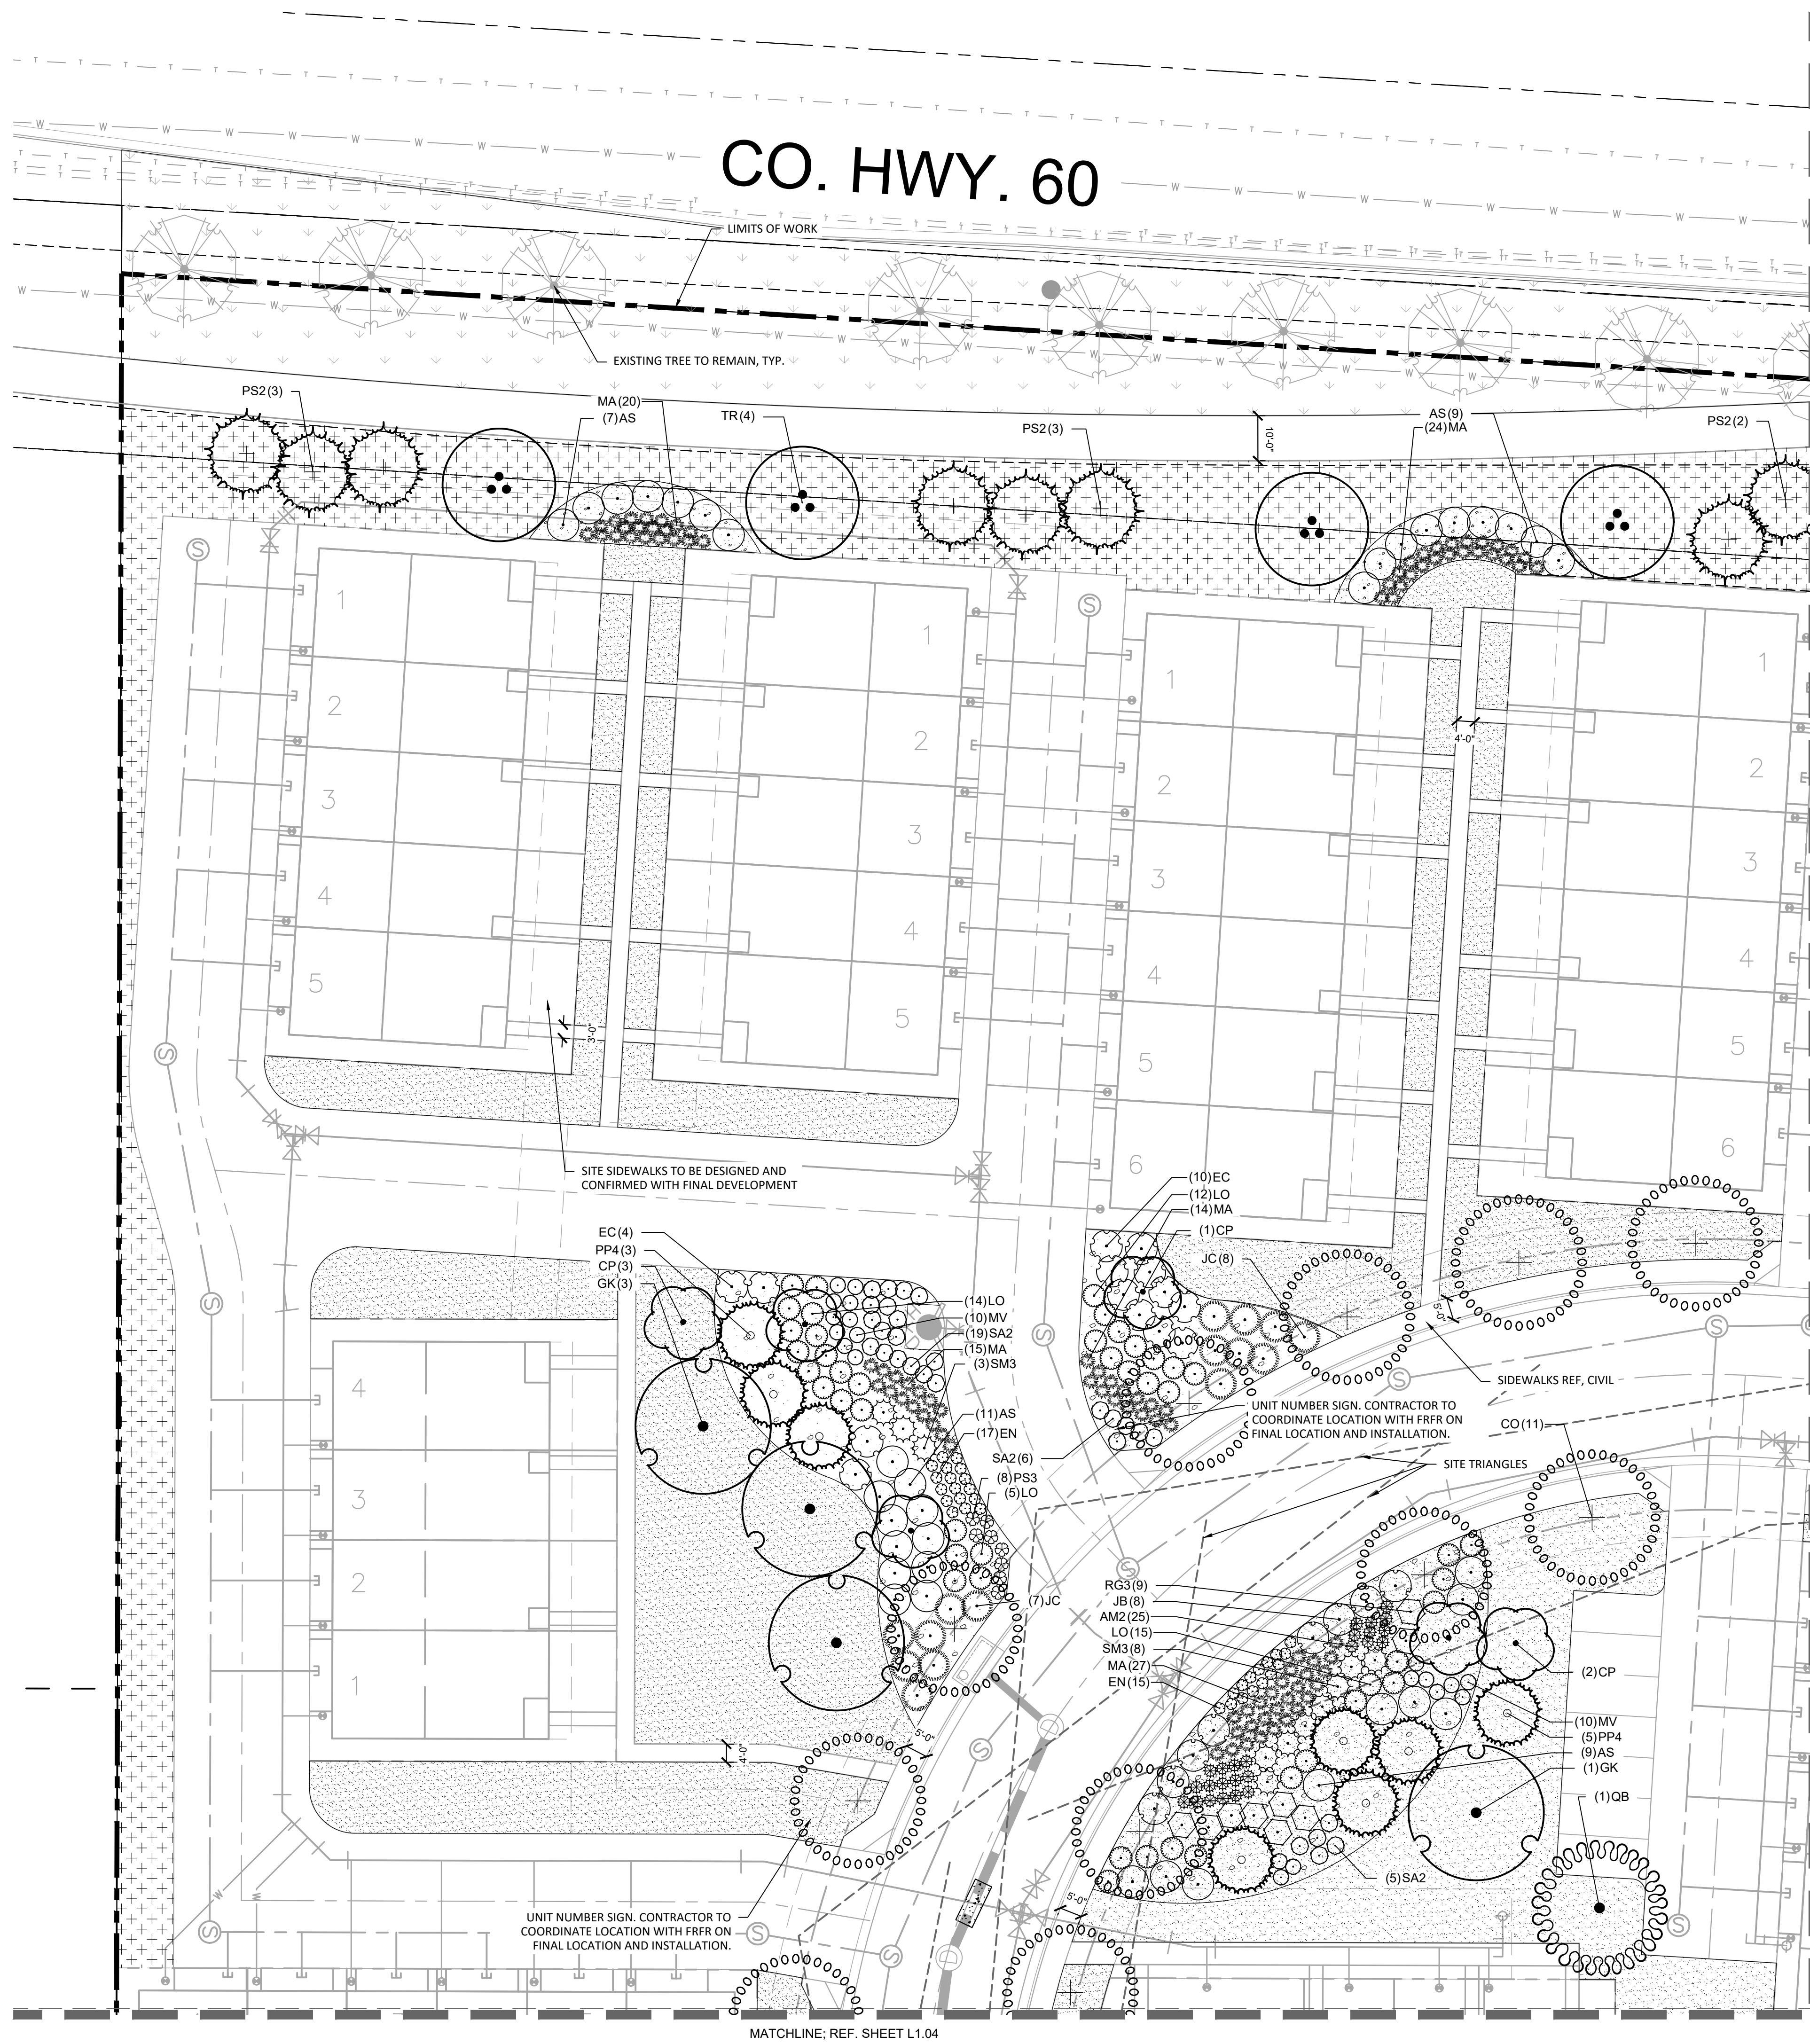 CO. HWY. 60
LIMITS OF WORK
EXISTING TREE TO REMAIN, TYP.
PS2(3)
MA(20)
(7)AS
TR(4)
PS2(3)
10'-0"
AS(9)
(24)MA
PS2(2)
1
2
3
4
5
1
2
3
4
5
1
2
3
4
5
6
1
2
3
4
5
6
4'-0"
3'-0"
SITE SIDEWALKS TO BE DESIGNED AND
CONFIRMED WITH FINAL DEVELOPMENT
(10)EC
(12)LO
(14)MA
(1)CP
JC(8)
EC(4)
PP4(3)
CP(3)
GK(3)
(14)LO
(10)MV
(19)SA2
(15)MA
(3)SM3
(11)AS
(17)EN
SA2(6)
(8)PS3
(5)LO
(7)JC
5'-0"
SIDEWALKS REF, CIVIL
UNIT NUMBER SIGN. CONTRACTOR TO
COORDINATE LOCATION WITH FRFR ON
FINAL LOCATION AND INSTALLATION.
CO(11)
SITE TRIANGLES
4
3
2
1
RG3(9)
JB(8)
AM2(25)
LO(15)
SM3(8)
MA(27)
EN(15)
(2)CP
(10)MV
(5)PP4
(9)AS
(1)GK
(1)QB
(5)SA2
5'-0"
4'-0"
5'-0"
UNIT NUMBER SIGN. CONTRACTOR TO
COORDINATE LOCATION WITH FRFR ON
FINAL LOCATION AND INSTALLATION.
MATCHLINE; REF. SHEET L1.04